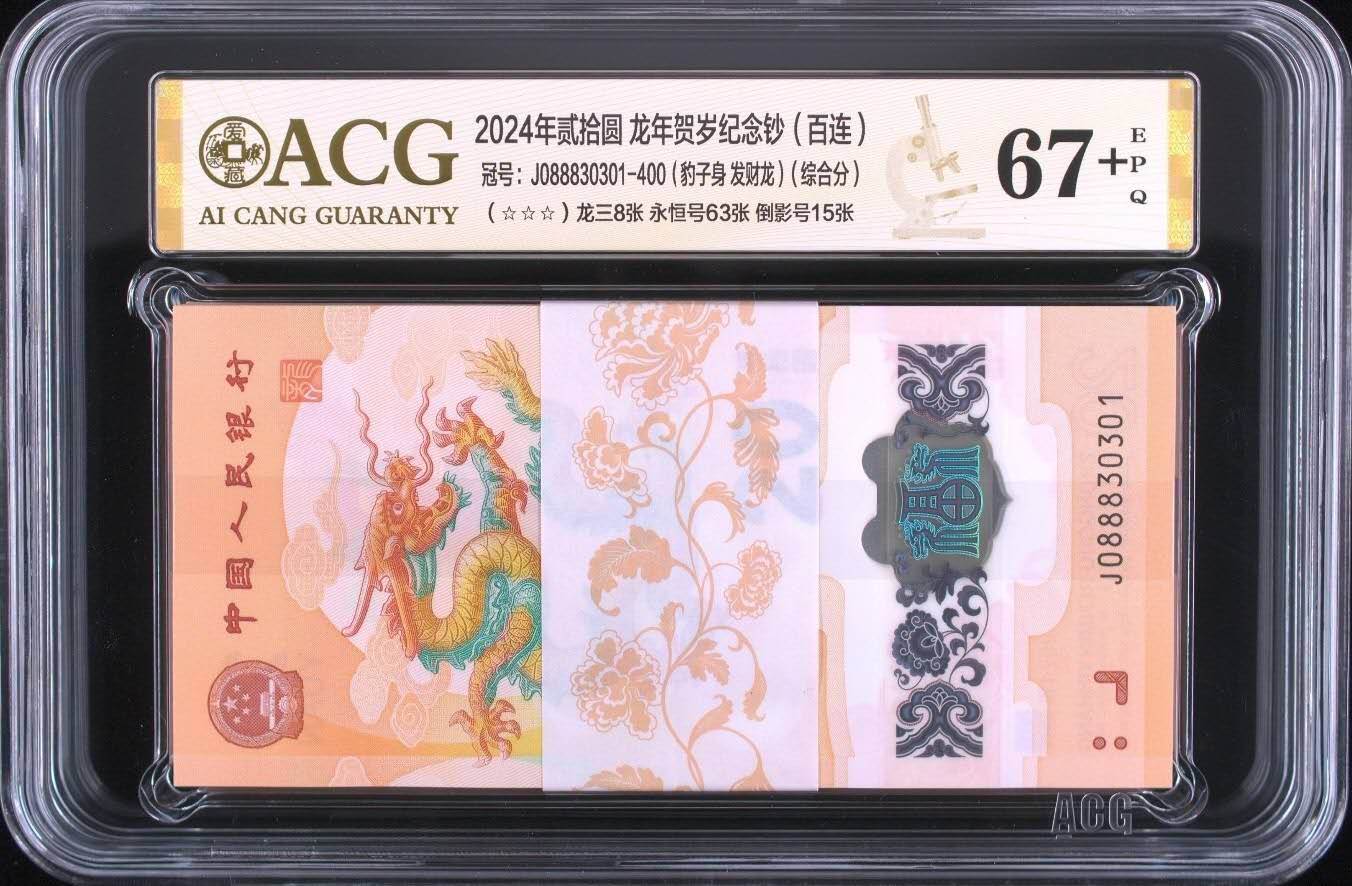 ACG
AI CANG GUARANTY
2024年贰拾圆 龙年贺岁纪念钞（百连）
冠号：J088830301-400（豹子身 发财龙）（综合分）
（☆☆☆）龙三8张 永恒号63张 倒影号15张
67+
EPQ
中国人民银行
J088830301
ACG